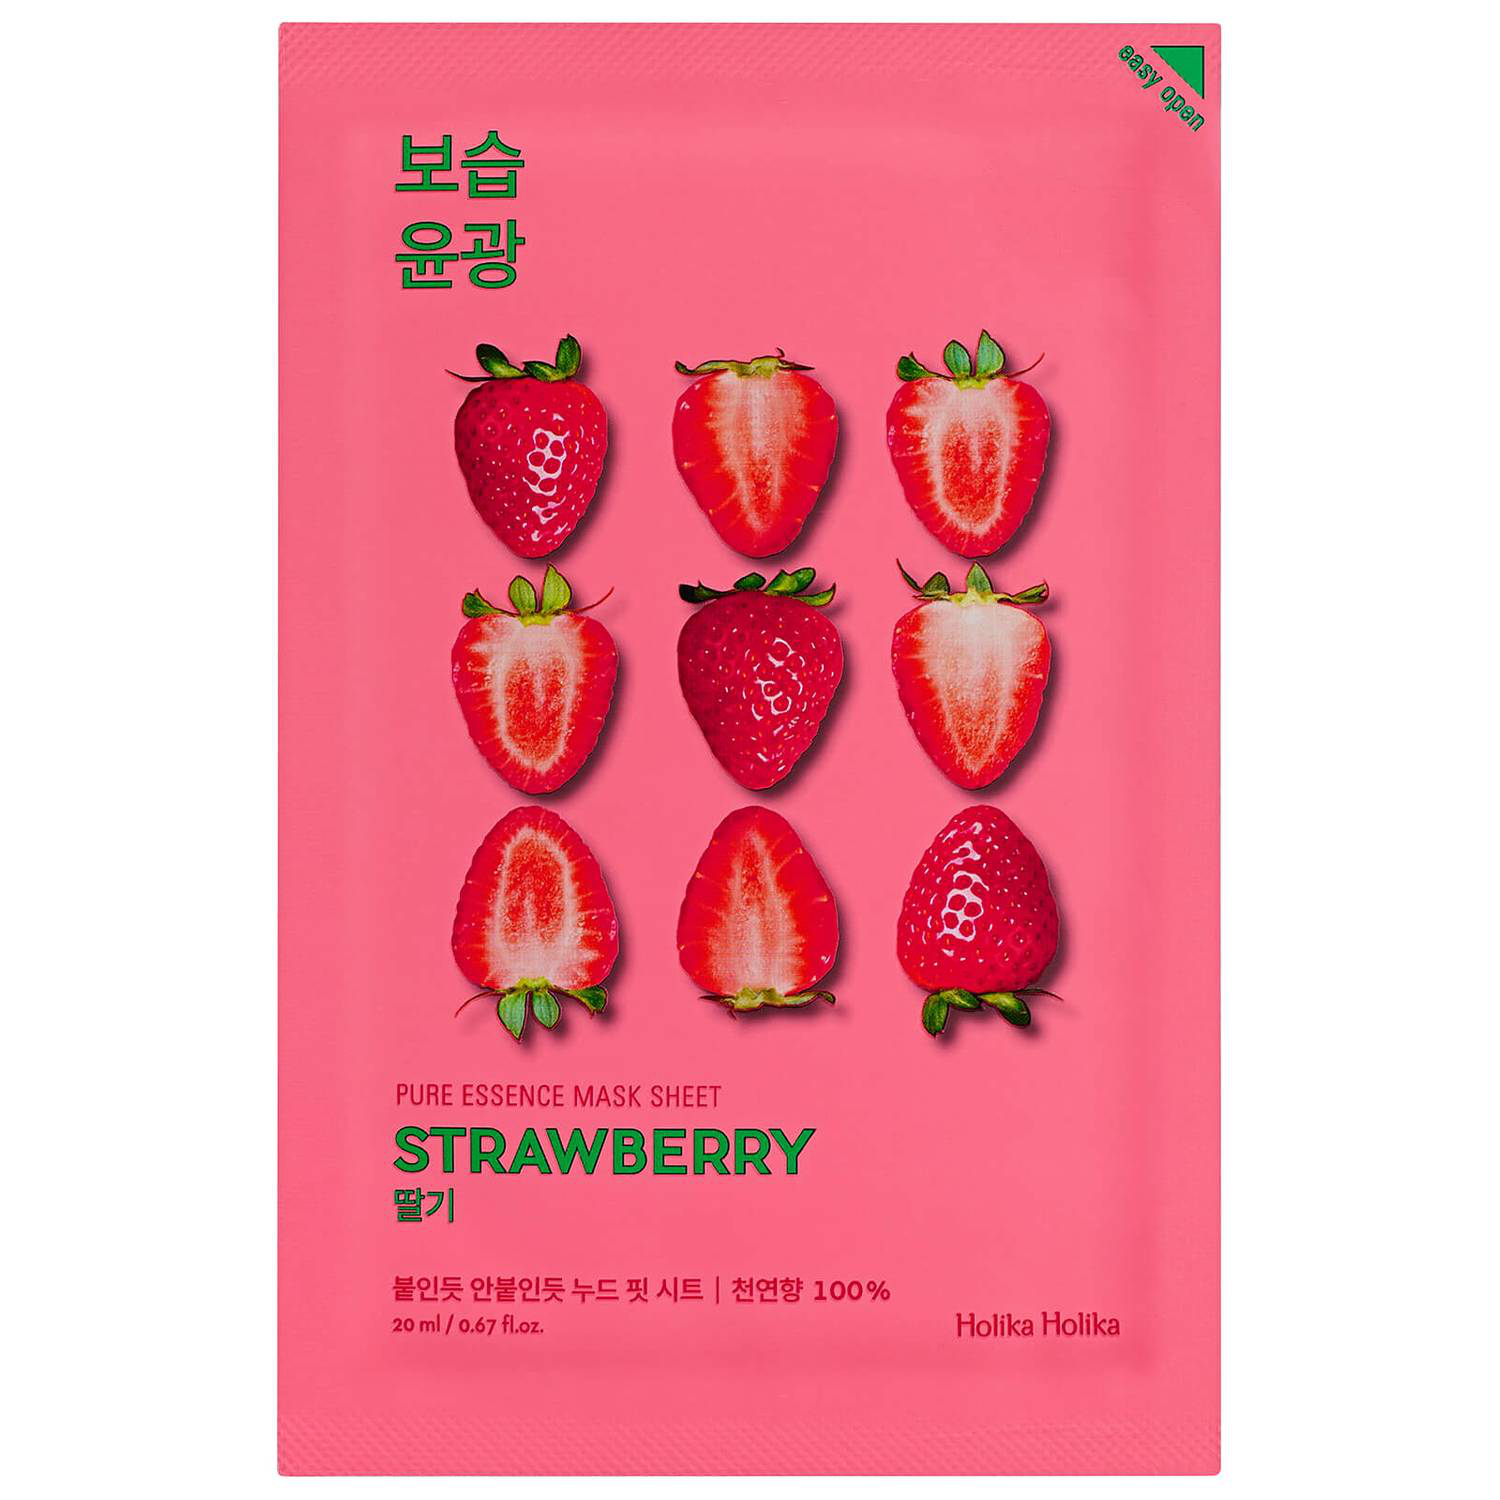 easy open
보습
윤광
PURE ESSENCE MASK SHEET
STRAWBERRY
딸기
붙인듯 안붙인듯 누드 핏 시트 | 천연향 100%
20 ml / 0.67 fl.oz.
Holika Holika